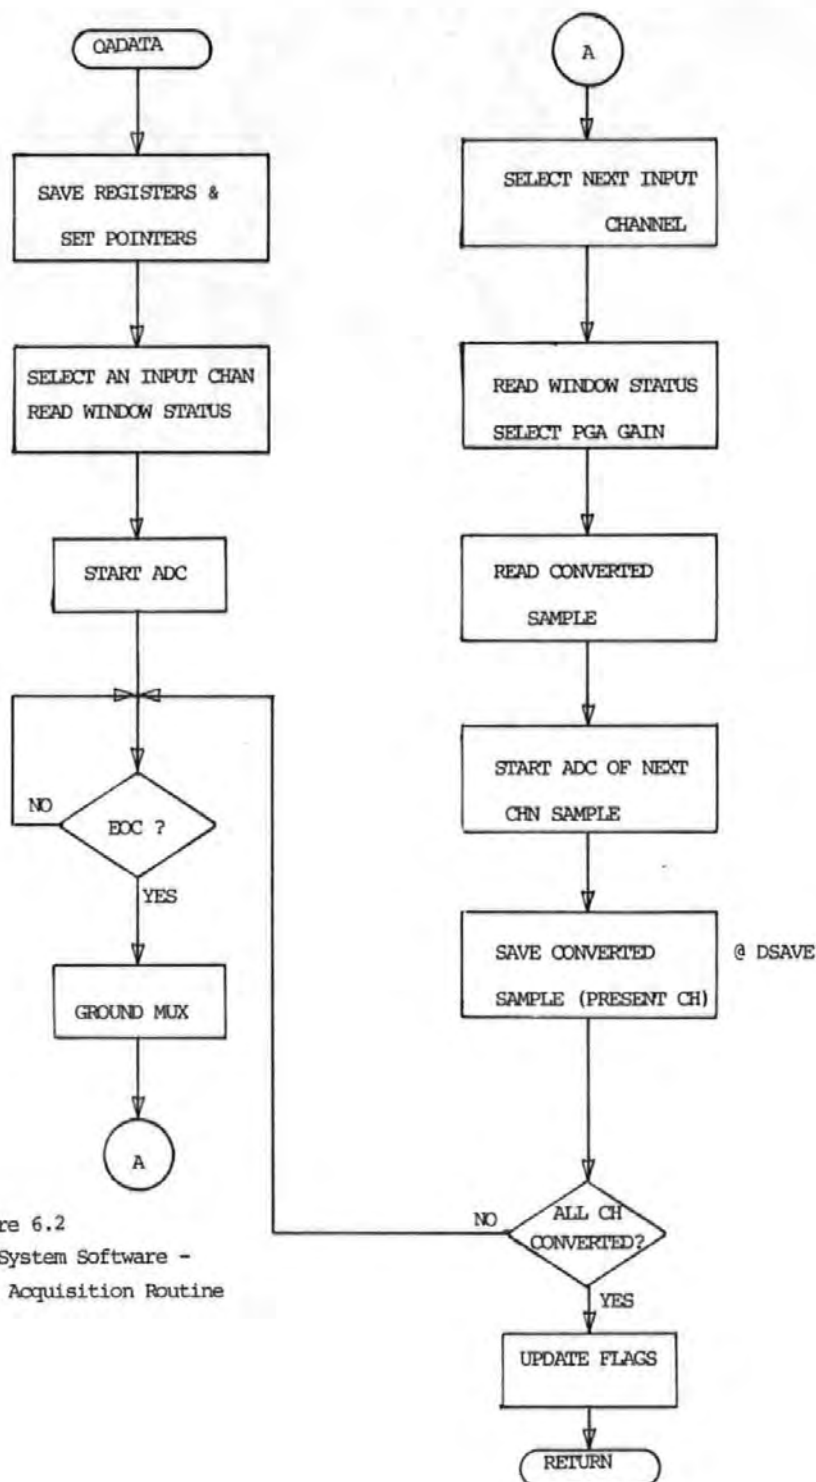 OADATA
SAVE REGISTERS &
SET POINTERS
SELECT AN INPUT CHAN
READ WINDOW STATUS
START ADC
NO
EOC ?
YES
GROUND MUX
A
re 6.2
System Software -
Acquisition Routine
A
SELECT NEXT INPUT
CHANNEL
READ WINDOW STATUS
SELECT PGA GAIN
READ CONVERTED
SAMPLE
START ADC OF NEXT
CHN SAMPLE
SAVE CONVERTED
SAMPLE (PRESENT CH)
@ DSAVE
NO
ALL CH
CONVERTED?
YES
UPDATE FLAGS
RETURN